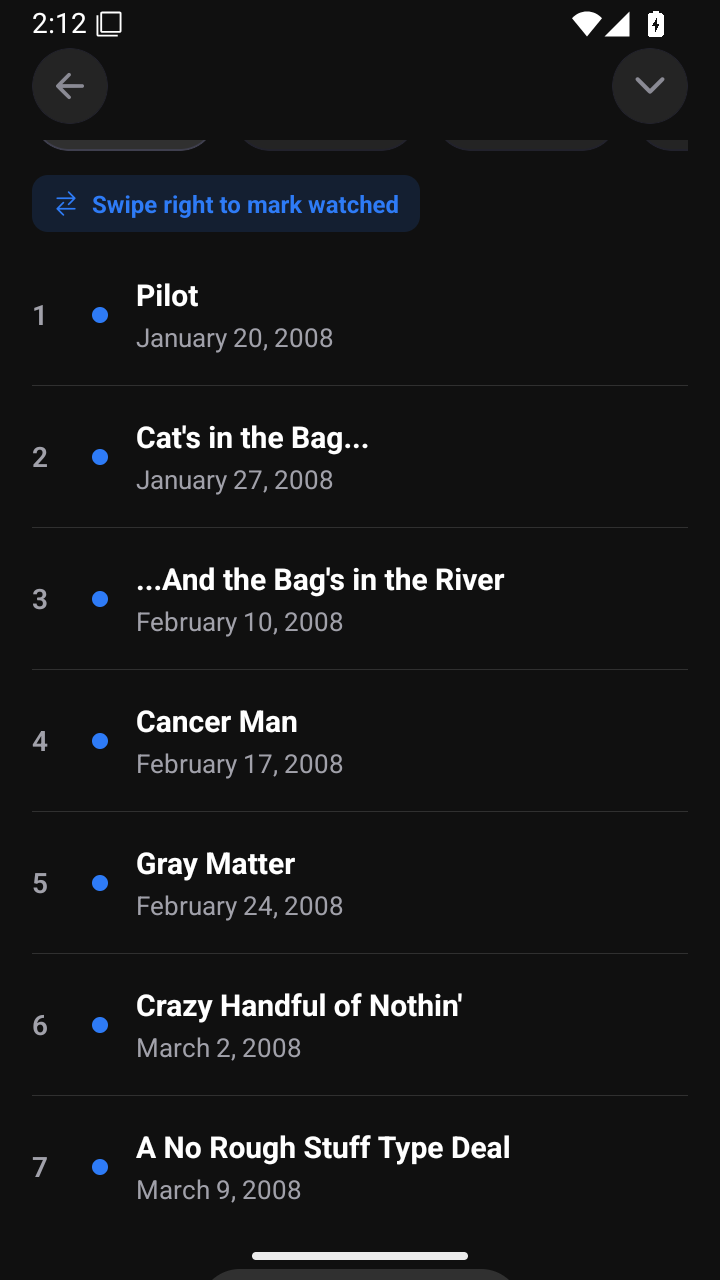 2:12
Swipe right to mark watched
1
Pilot
January 20, 2008
2
Cat's in the Bag...
January 27, 2008
3
...And the Bag's in the River
February 10, 2008
4
Cancer Man
February 17, 2008
5
Gray Matter
February 24, 2008
6
Crazy Handful of Nothin'
March 2, 2008
7
A No Rough Stuff Type Deal
March 9, 2008